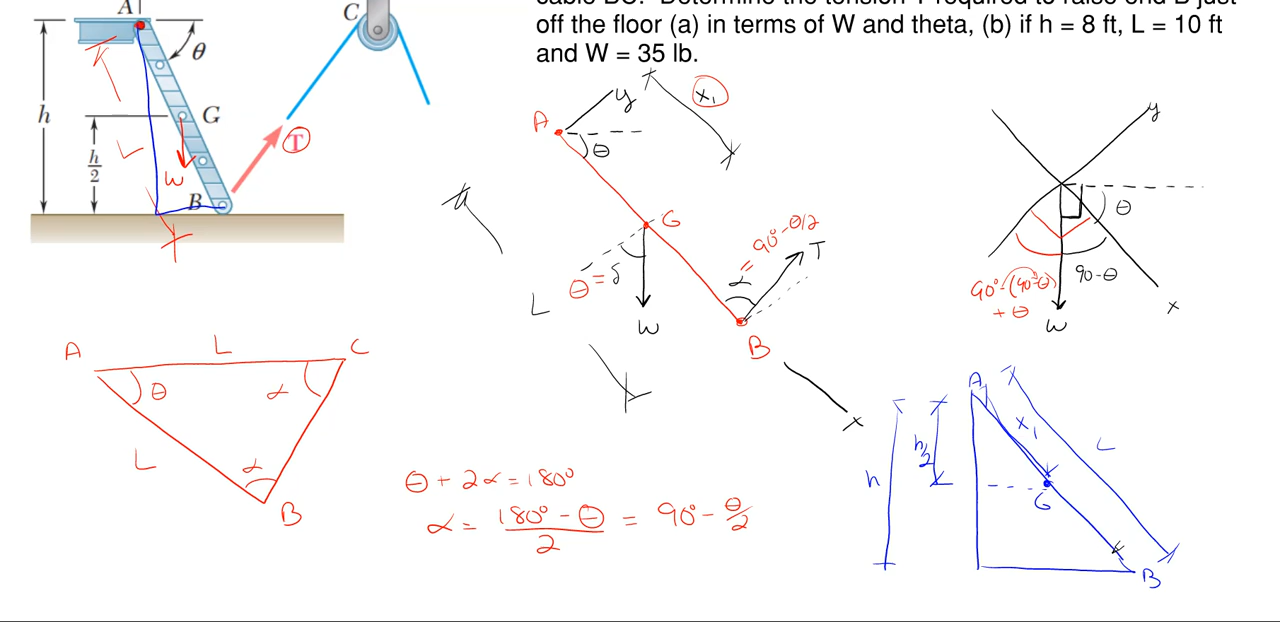 cable BC. Determine the tension T required to raise end B just
off the floor (a) in terms of W and theta, (b) if h = 8 ft, L = 10 ft
and W = 35 lb.
A
C
θ
h
G
h/2
L
W
B
T
A
y
x₁
θ
G
θ = δ
W
L
α = 90° - θ/2
T
B
x
y
θ
90° - (90° - θ)
+ θ
90 - θ
W
x
A
L
C
θ
α
L
α
B
θ + 2α = 180°
α = 180° - θ / 2 = 90° - θ/2
A
x₁
h/2
h
L
G
B